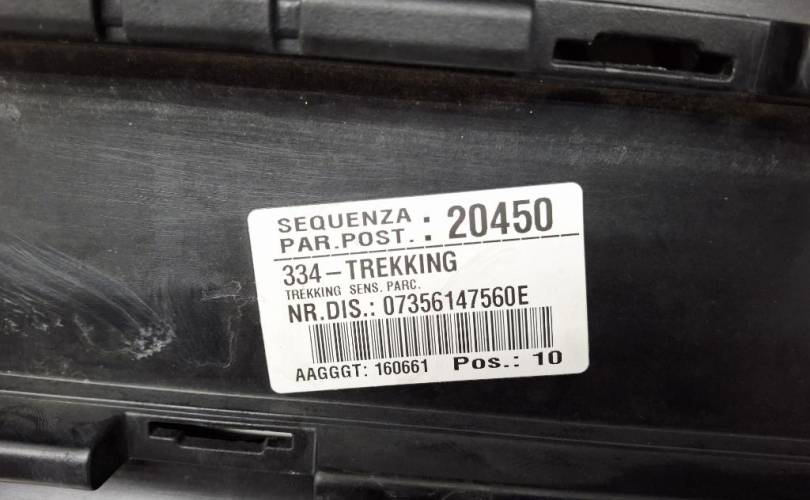 SEQUENZA
PAR.POST. : 20450
334-TREKKING
TREKKING SENS. PARC.
NR.DIS.: 07356147560E
AAGGGT: 160661 Pos.: 10